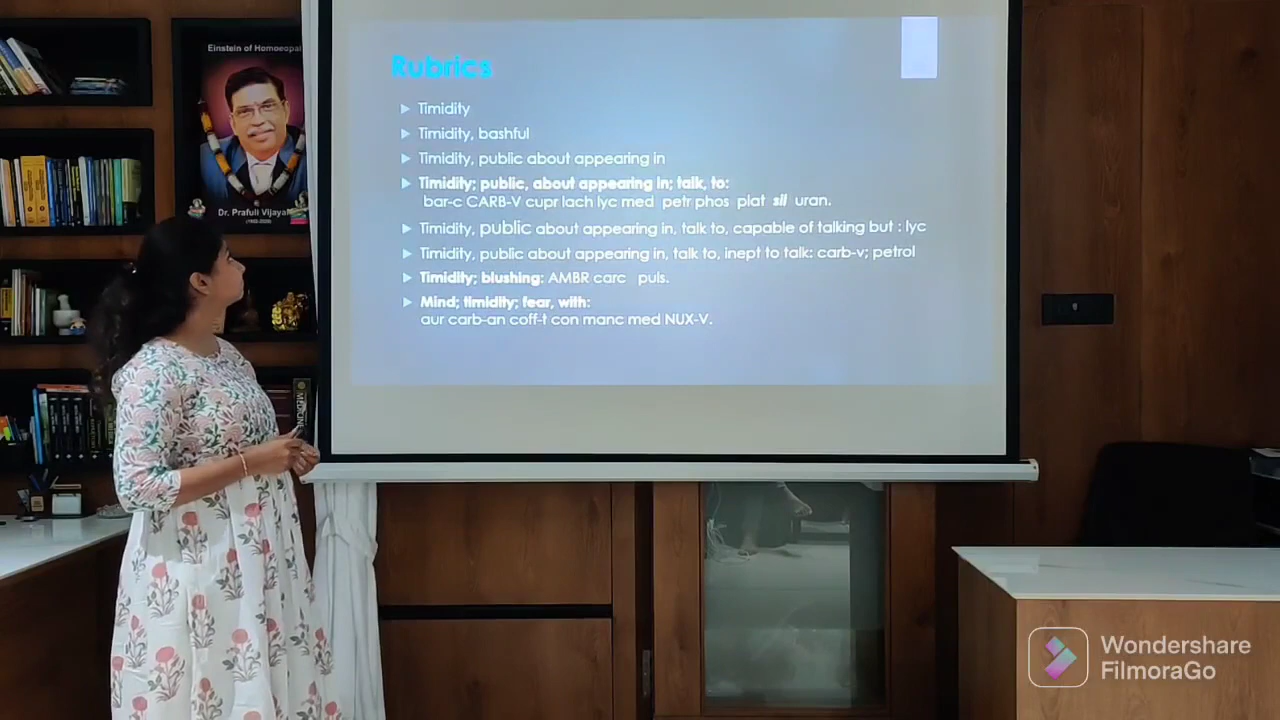 Einstein of Homoeopat
Dr. Prafull Vijayak
Rubrics
Timidity
Timidity, bashful
Timidity, public about appearing in
Timidity; public, about appearing in; talk, to:
bar-c CARB-V cupr lach lyc med petr phos plat sil uran.
Timidity, public about appearing in, talk to, capable of talking but : lyc
Timidity, public about appearing in, talk to, inept to talk: carb-v; petrol
Timidity; blushing: AMBR carc puls.
Mind; timidity; fear, with:
aur carb-an coff-t con manc med NUX-V.
Wondershare
FilmoraGo